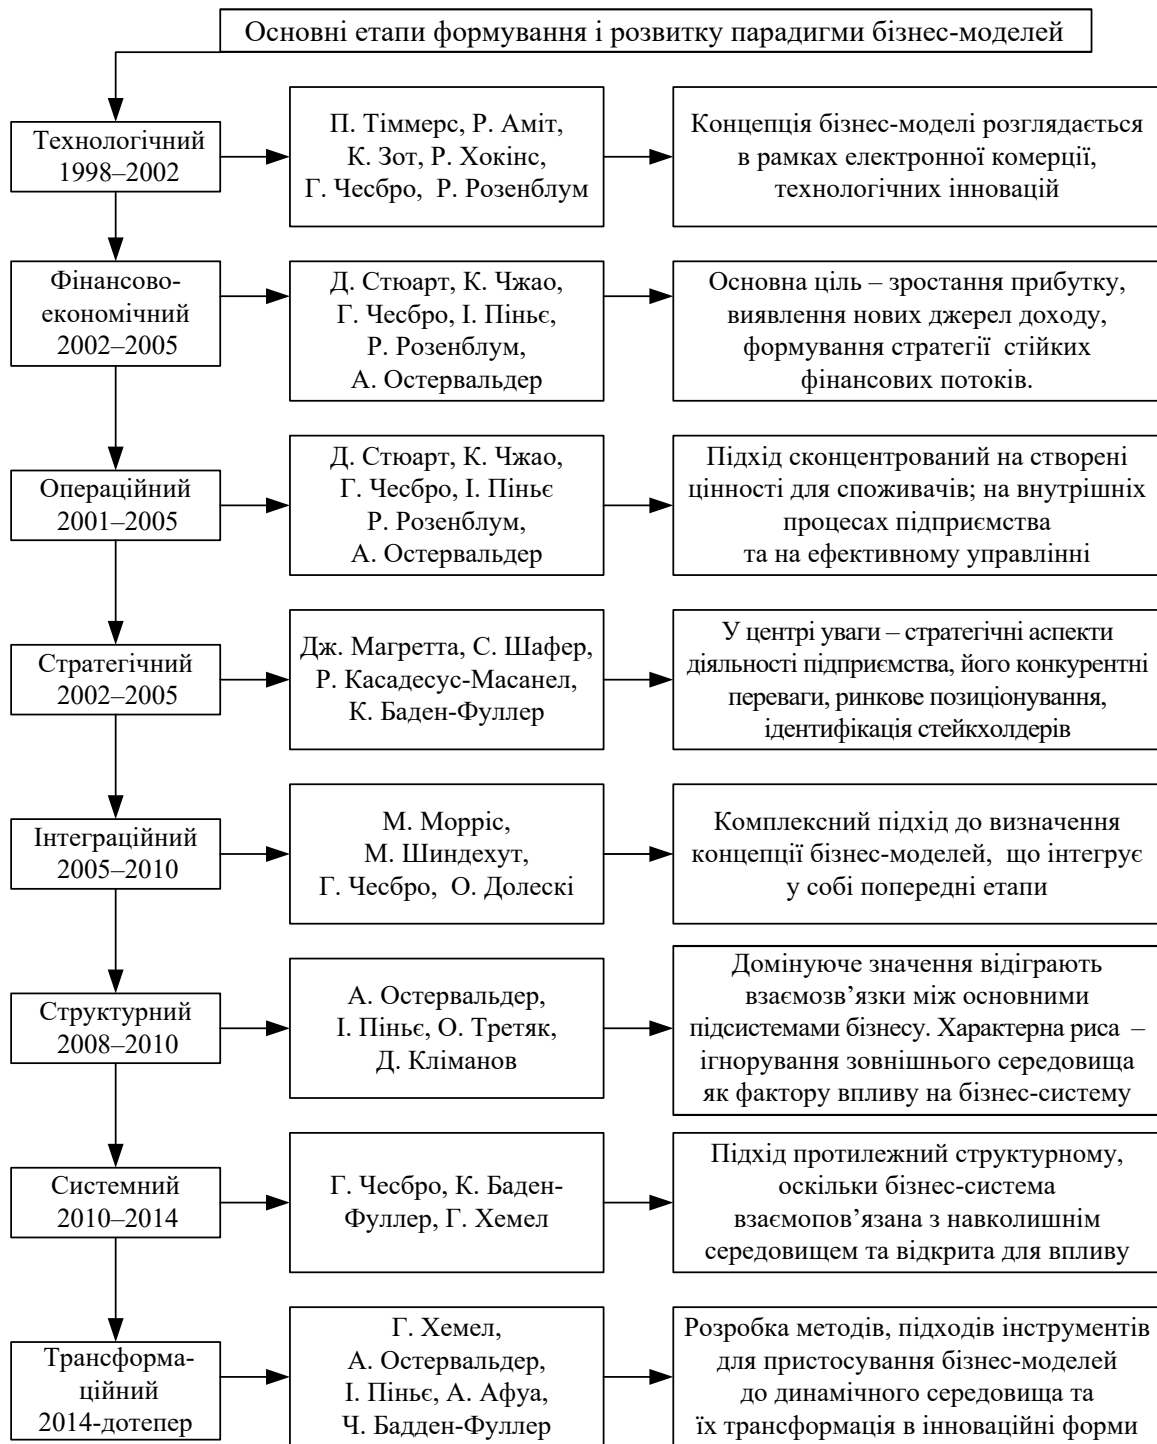 Основні етапи формування і розвитку парадигми бізнес-моделей
Технологічний
1998–2002
П. Тіммерс, Р. Аміт,
К. Зот, Р. Хокінс,
Г. Чесбро, Р. Розенблум
Концепція бізнес-моделі розглядається
в рамках електронної комерції,
технологічних інновацій
Фінансово-
економічний
2002–2005
Д. Стюарт, К. Чжао,
Г. Чесбро, І. Піньє,
Р. Розенблум,
А. Остервальдер
Основна ціль – зростання прибутку,
виявлення нових джерел доходу,
формування стратегії стійких
фінансових потоків.
Операційний
2001–2005
Д. Стюарт, К. Чжао,
Г. Чесбро, І. Піньє
Р. Розенблум,
А. Остервальдер
Підхід сконцентрований на створені
цінності для споживачів; на внутрішніх
процесах підприємства
та на ефективному управлінні
Стратегічний
2002–2005
Дж. Магретта, С. Шафер,
Р. Касадесус-Масанел,
К. Баден-Фуллер
У центрі уваги – стратегічні аспекти
діяльності підприємства, його конкурентні
переваги, ринкове позиціонування,
ідентифікація стейкхолдерів
Інтеграційний
2005–2010
М. Морріс,
М. Шиндехут,
Г. Чесбро, О. Долескі
Комплексний підхід до визначення
концепції бізнес-моделей, що інтегрує
у собі попередні етапи
Структурний
2008–2010
А. Остервальдер,
І. Піньє, О. Третяк,
Д. Кліманов
Домінуюче значення відіграють
взаємозв’язки між основними
підсистемами бізнесу. Характерна риса –
ігнорування зовнішнього середовища
як фактору впливу на бізнес-систему
Системний
2010–2014
Г. Чесбро, К. Баден-
Фуллер, Г. Хемел
Підхід протилежний структурному,
оскільки бізнес-система
взаємопов’язана з навколишнім
середовищем та відкрита для впливу
Трансформа-
ційний
2014-дотепер
Г. Хемел,
А. Остервальдер,
І. Піньє, А. Афуа,
Ч. Бадден-Фуллер
Розробка методів, підходів інструментів
для пристосування бізнес-моделей
до динамічного середовища та
їх трансформація в інноваційні форми